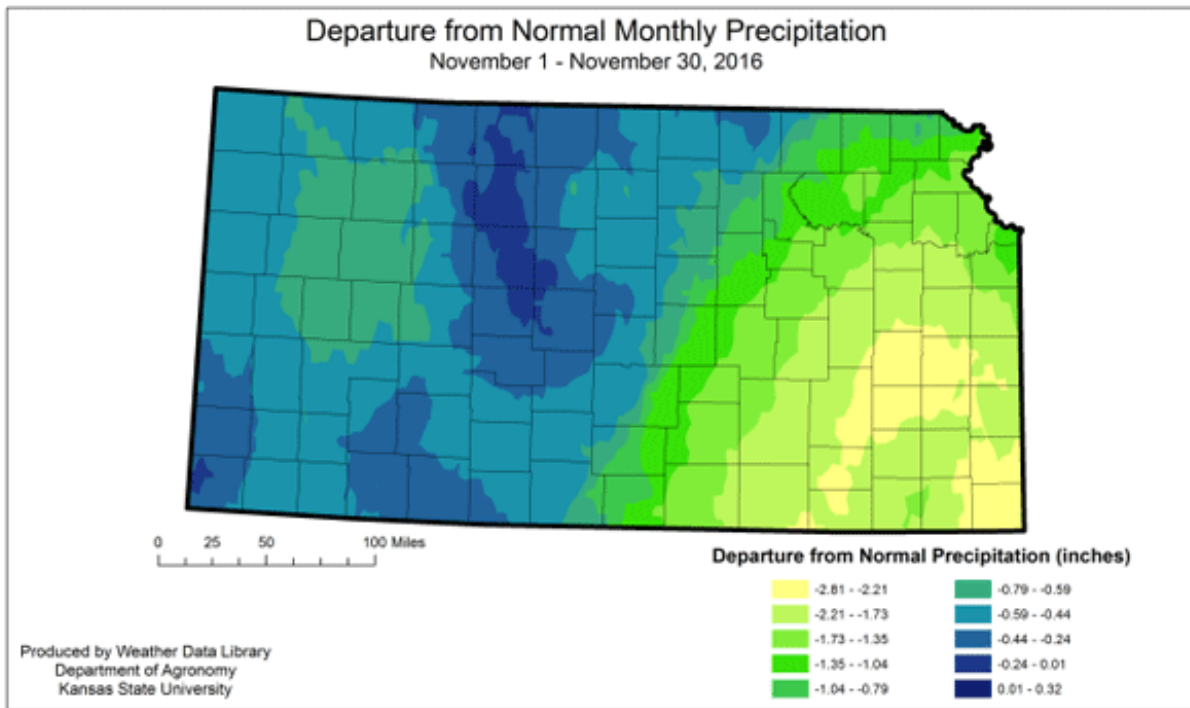 Departure from Normal Monthly Precipitation
November 1 - November 30, 2016
0 25 50 100 Miles
Departure from Normal Precipitation (inches)
-2.81 - -2.21
-2.21 - -1.73
-1.73 - -1.35
-1.35 - -1.04
-1.04 - -0.79
-0.79 - -0.59
-0.59 - -0.44
-0.44 - -0.24
-0.24 - 0.01
0.01 - 0.32
Produced by Weather Data Library
Department of Agronomy
Kansas State University